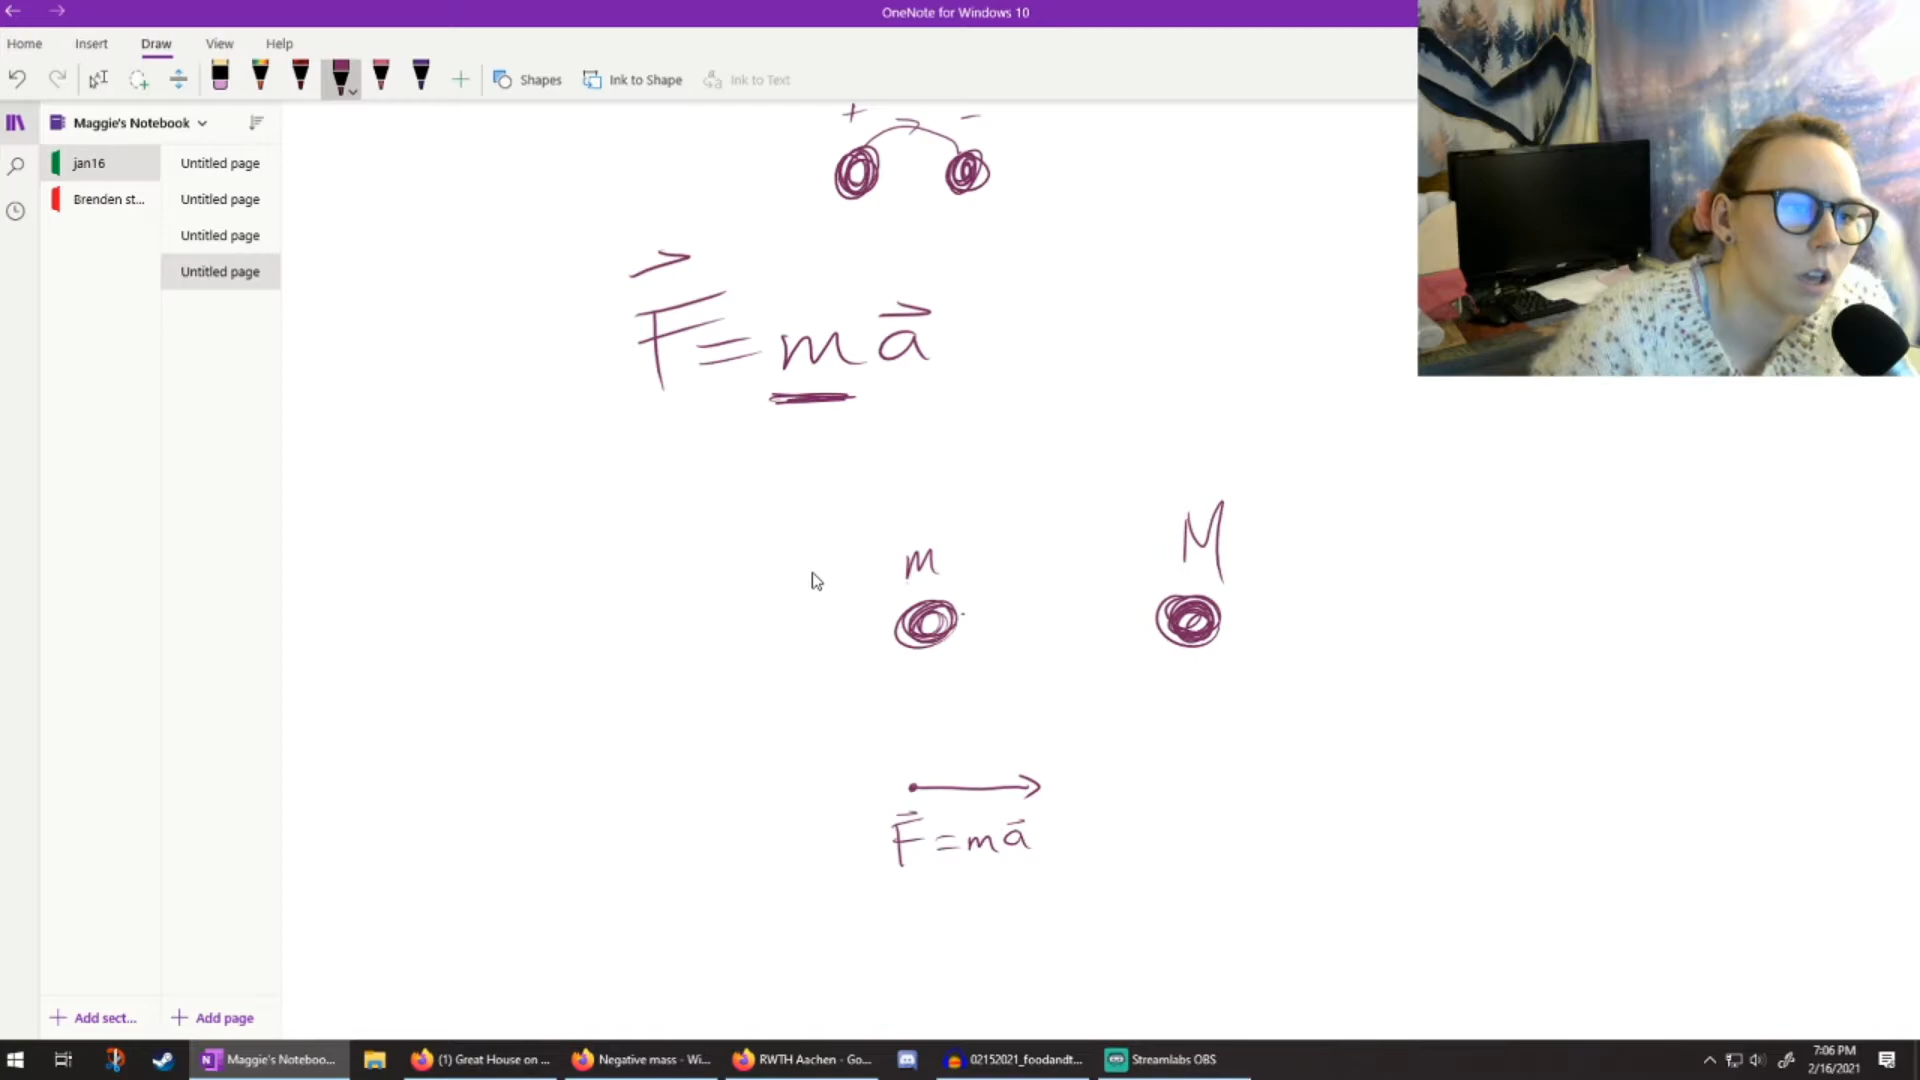 OneNote for Windows 10
Home Insert Draw View Help
Shapes Ink to Shape Ink to Text
Maggie's Notebook
jan16
Brenden st...
Untitled page
Untitled page
Untitled page
Untitled page
+ −
F⃗ = m a⃗
m M
F⃗ = m a⃗
Add sect... Add page
Maggie's Noteboo... (1) Great House on ... Negative mass - Wi... RWTH Aachen - Go... 02152021_foodandt... Streamlabs OBS
7:06 PM
2/16/2021